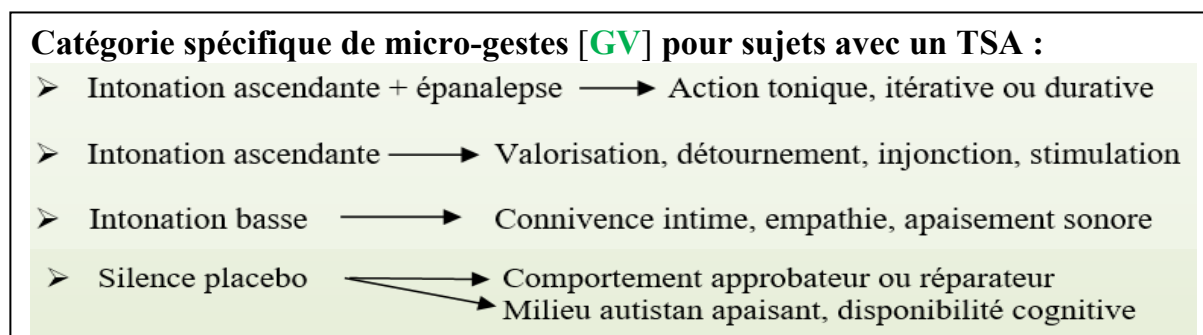 Catégorie spécifique de micro-gestes [GV] pour sujets avec un TSA :
➢ Intonation ascendante + épanalepse → Action tonique, itérative ou durative
➢ Intonation ascendante → Valorisation, détournement, injonction, stimulation
➢ Intonation basse → Connivence intime, empathie, apaisement sonore
➢ Silence placebo → Comportement approbateur ou réparateur
Milieu autistan apaisant, disponibilité cognitive